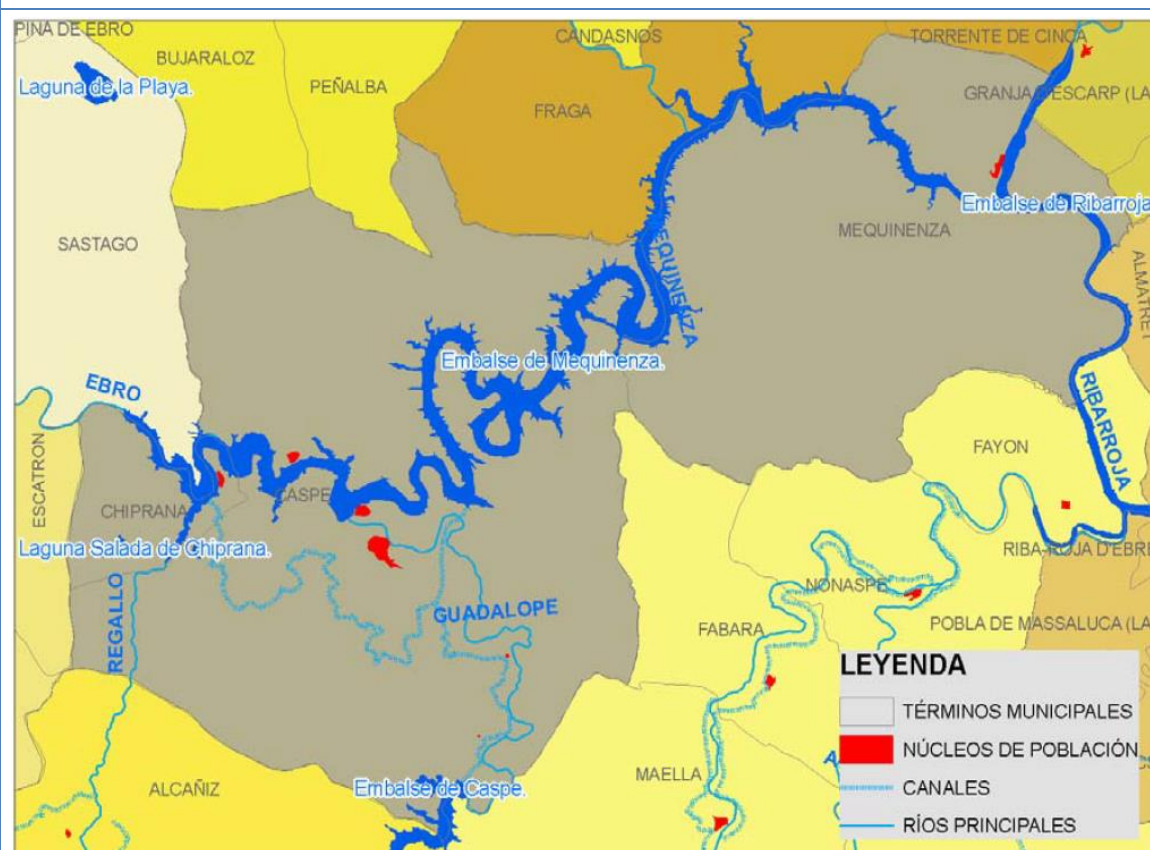 PINA DE EBRO
CANDASNOS
TORRENTE DE CINCA
BUJARALOZ
Laguna de la Playa.
PEÑALBA
GRANJA D'ESCARP (LA
FRAGA
Embalse de Ribarroja
MEQUINENZA
SASTAGO
MEQUINENZA
ALMATRET
Embalse de Mequinenza.
EBRO
RIBARROJA
ESCATRON
FAYON
CASPE
CHIPRANA
Laguna Salada de Chiprana.
RIBA-ROJA D'EBRE
NONASPE
REGALLO
GUADALOPE
FABARA
POBLA DE MASSALUCA (LA
LEYENDA
TÉRMINOS MUNICIPALES
NÚCLEOS DE POBLACIÓN
CANALES
RÍOS PRINCIPALES
MAELLA
ALCAÑIZ
Embalse de Caspe.